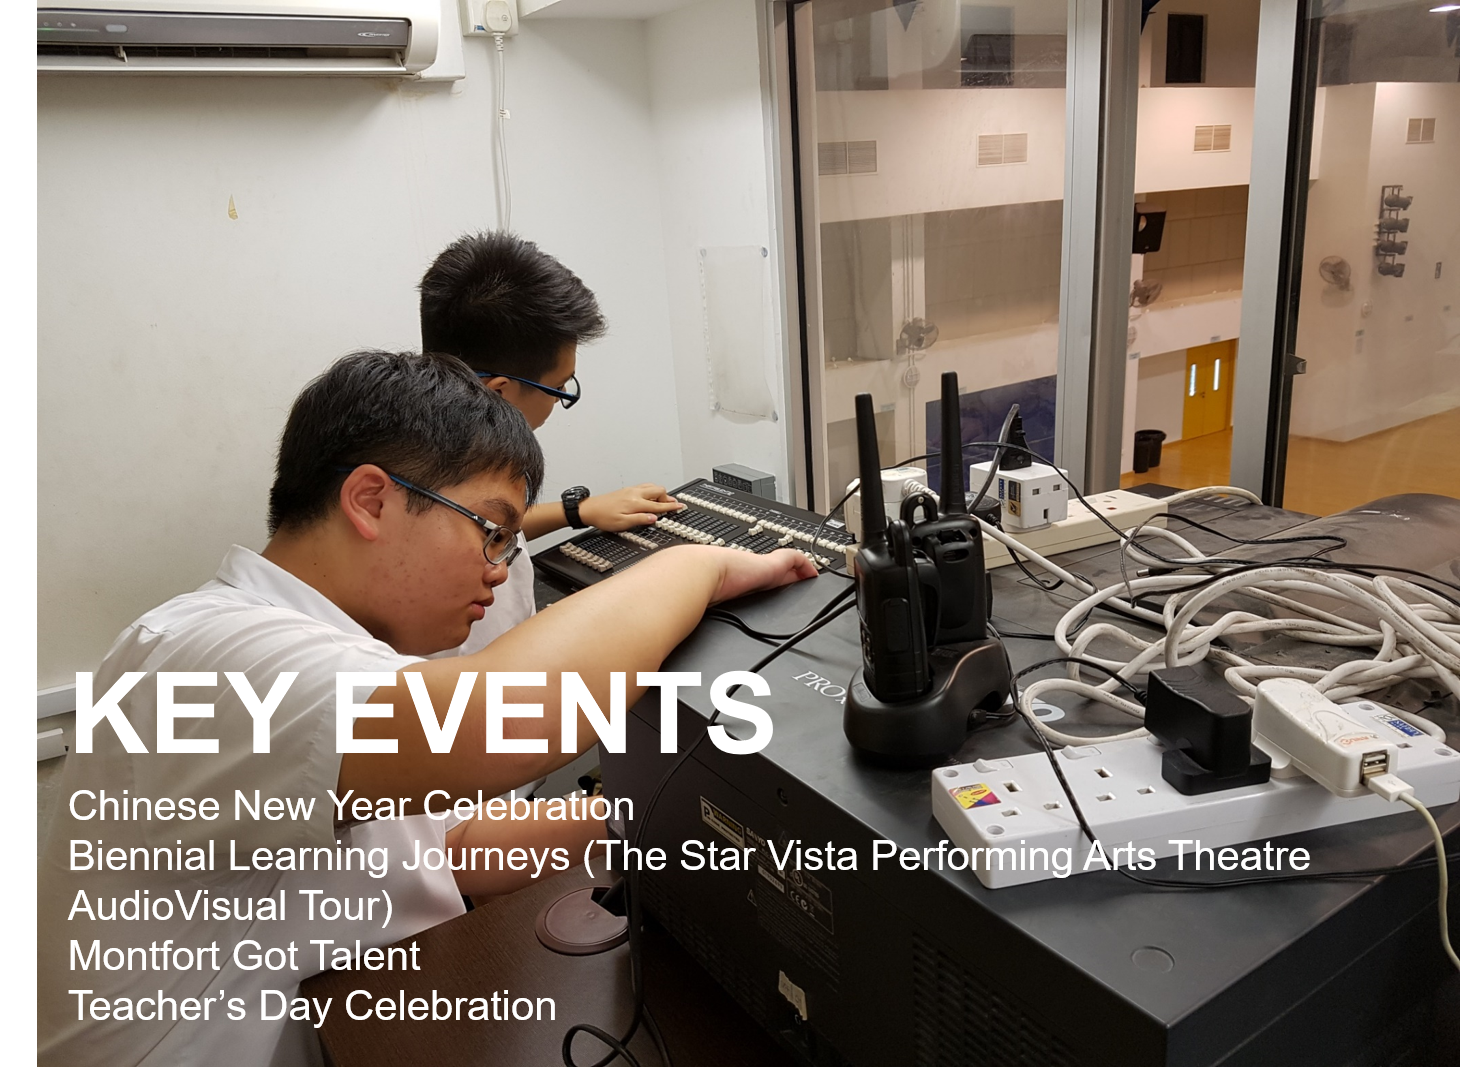 KEY EVENTS
Chinese New Year Celebration
Biennial Learning Journeys (The Star Vista Performing Arts Theatre
AudioVisual Tour)
Montfort Got Talent
Teacher’s Day Celebration